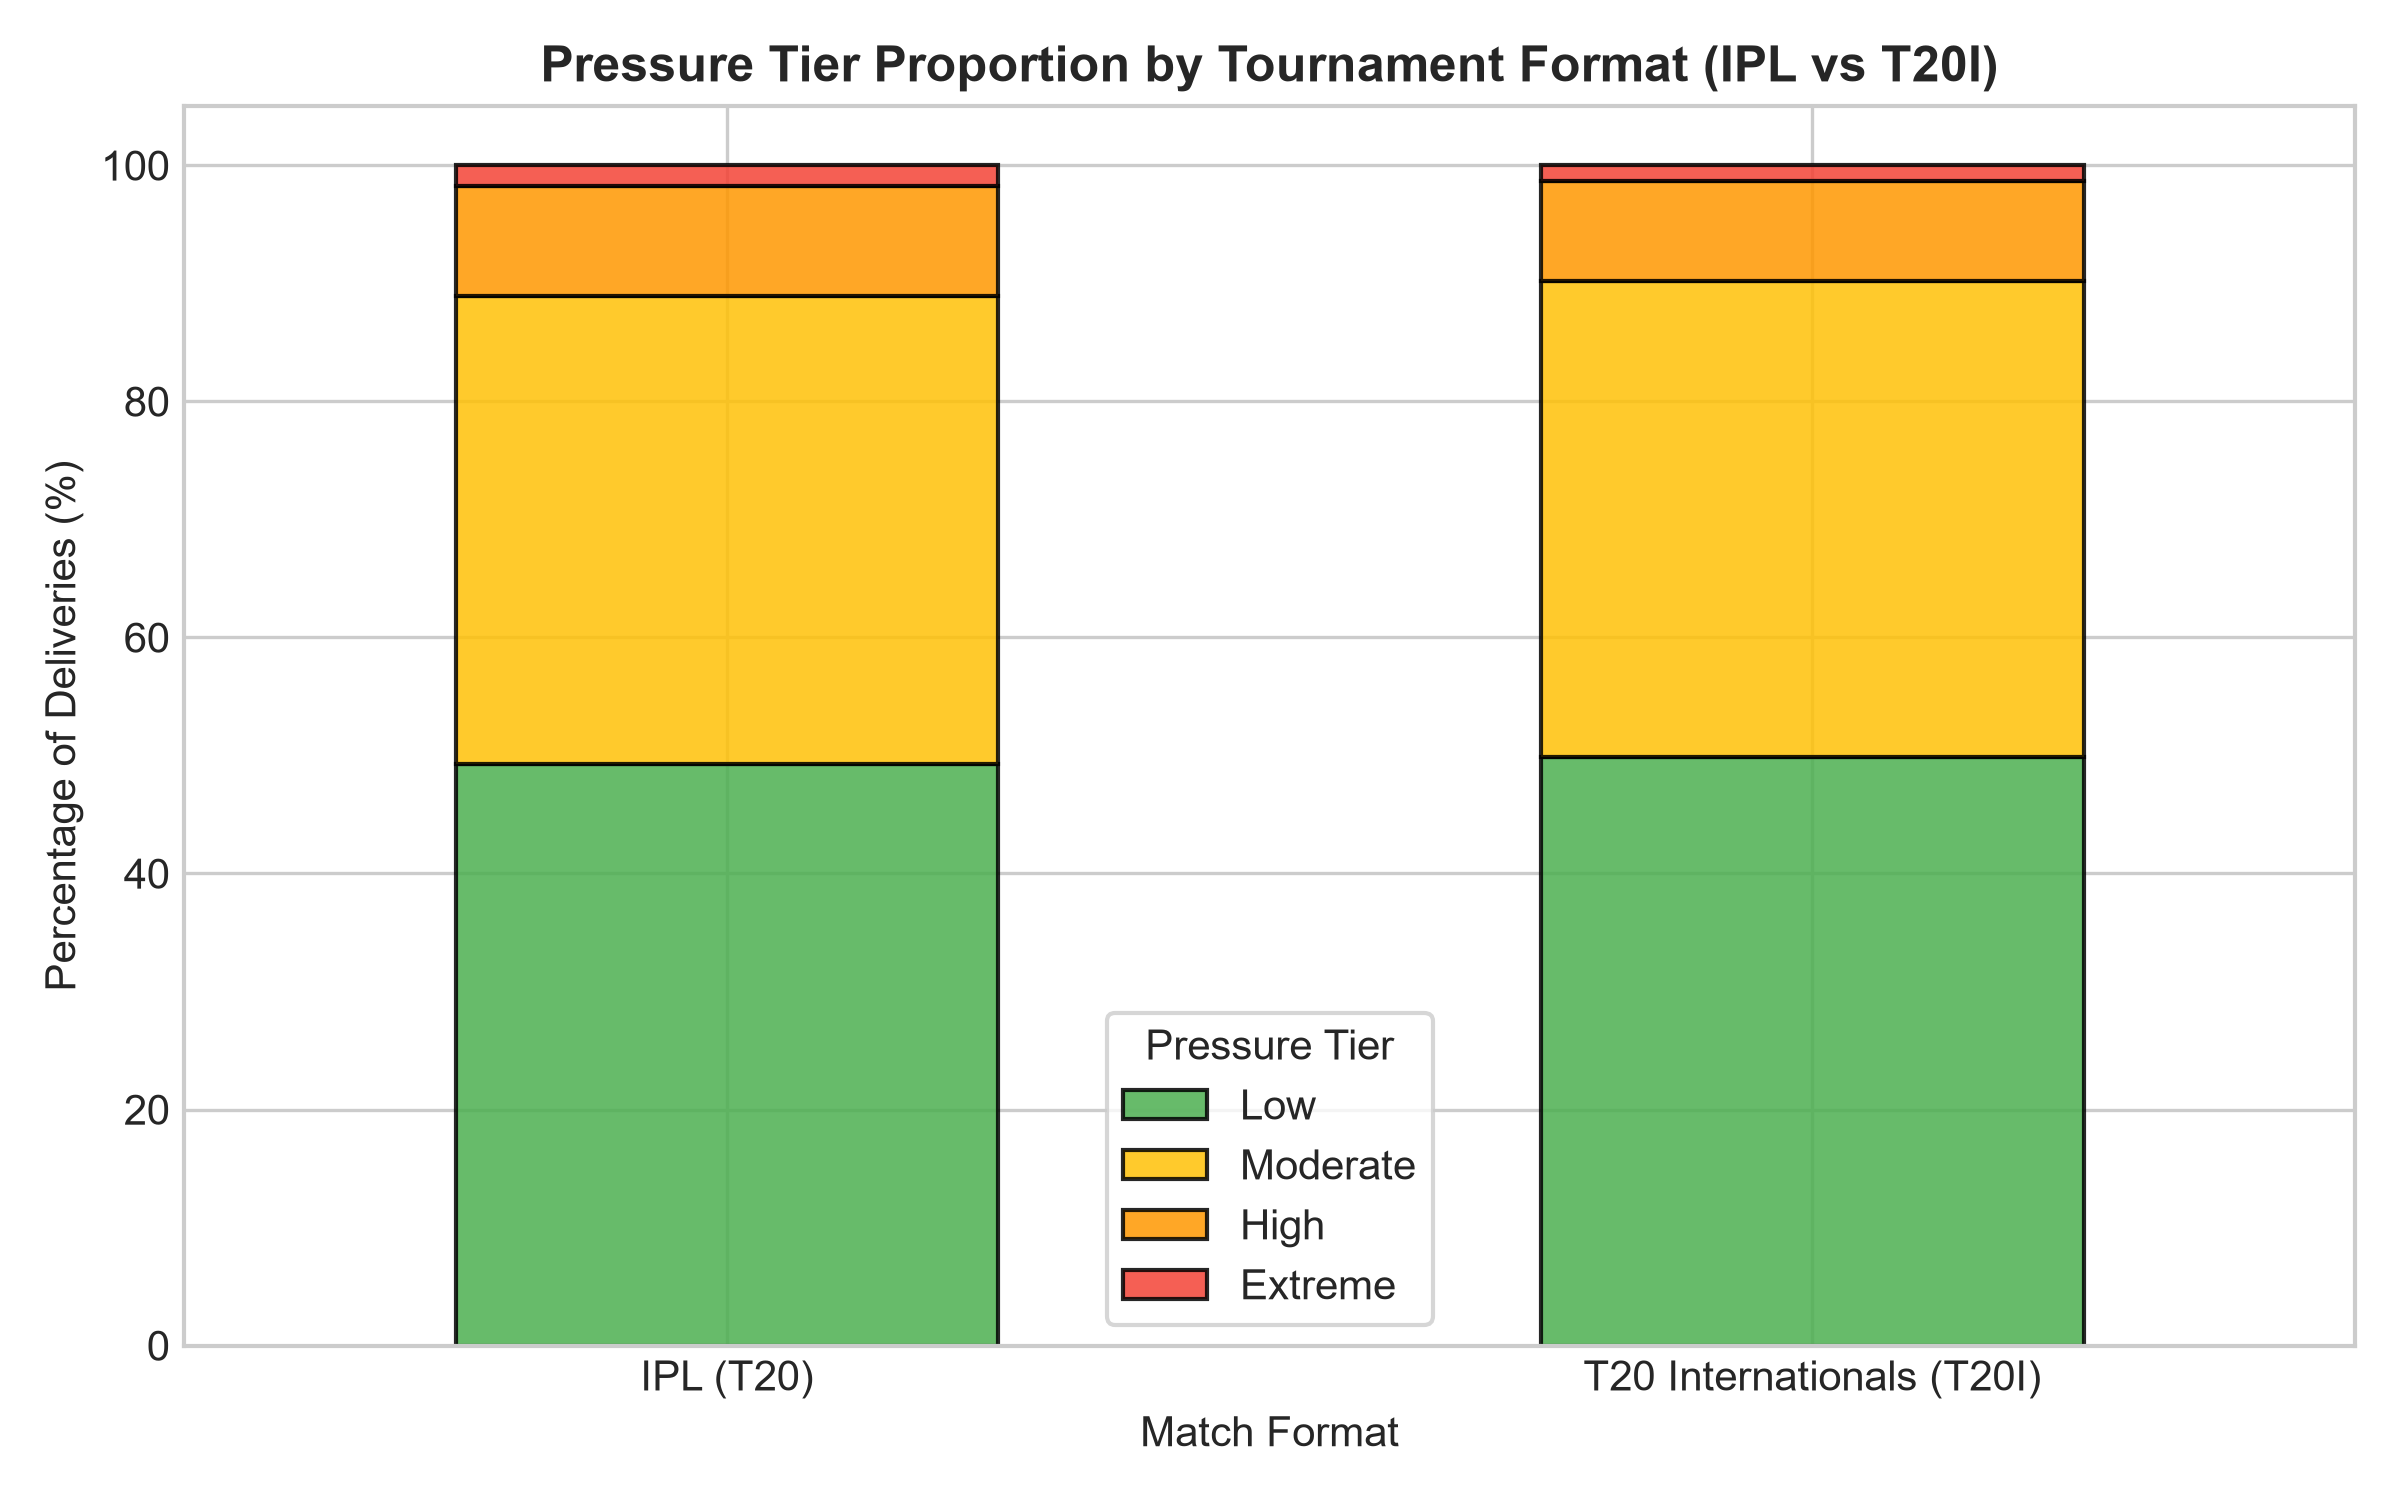 Pressure Tier Proportion by Tournament Format (IPL vs T20I)
Percentage of Deliveries (%)
100
80
60
40
20
0
Pressure Tier
Low
Moderate
High
Extreme
IPL (T20)
T20 Internationals (T20I)
Match Format